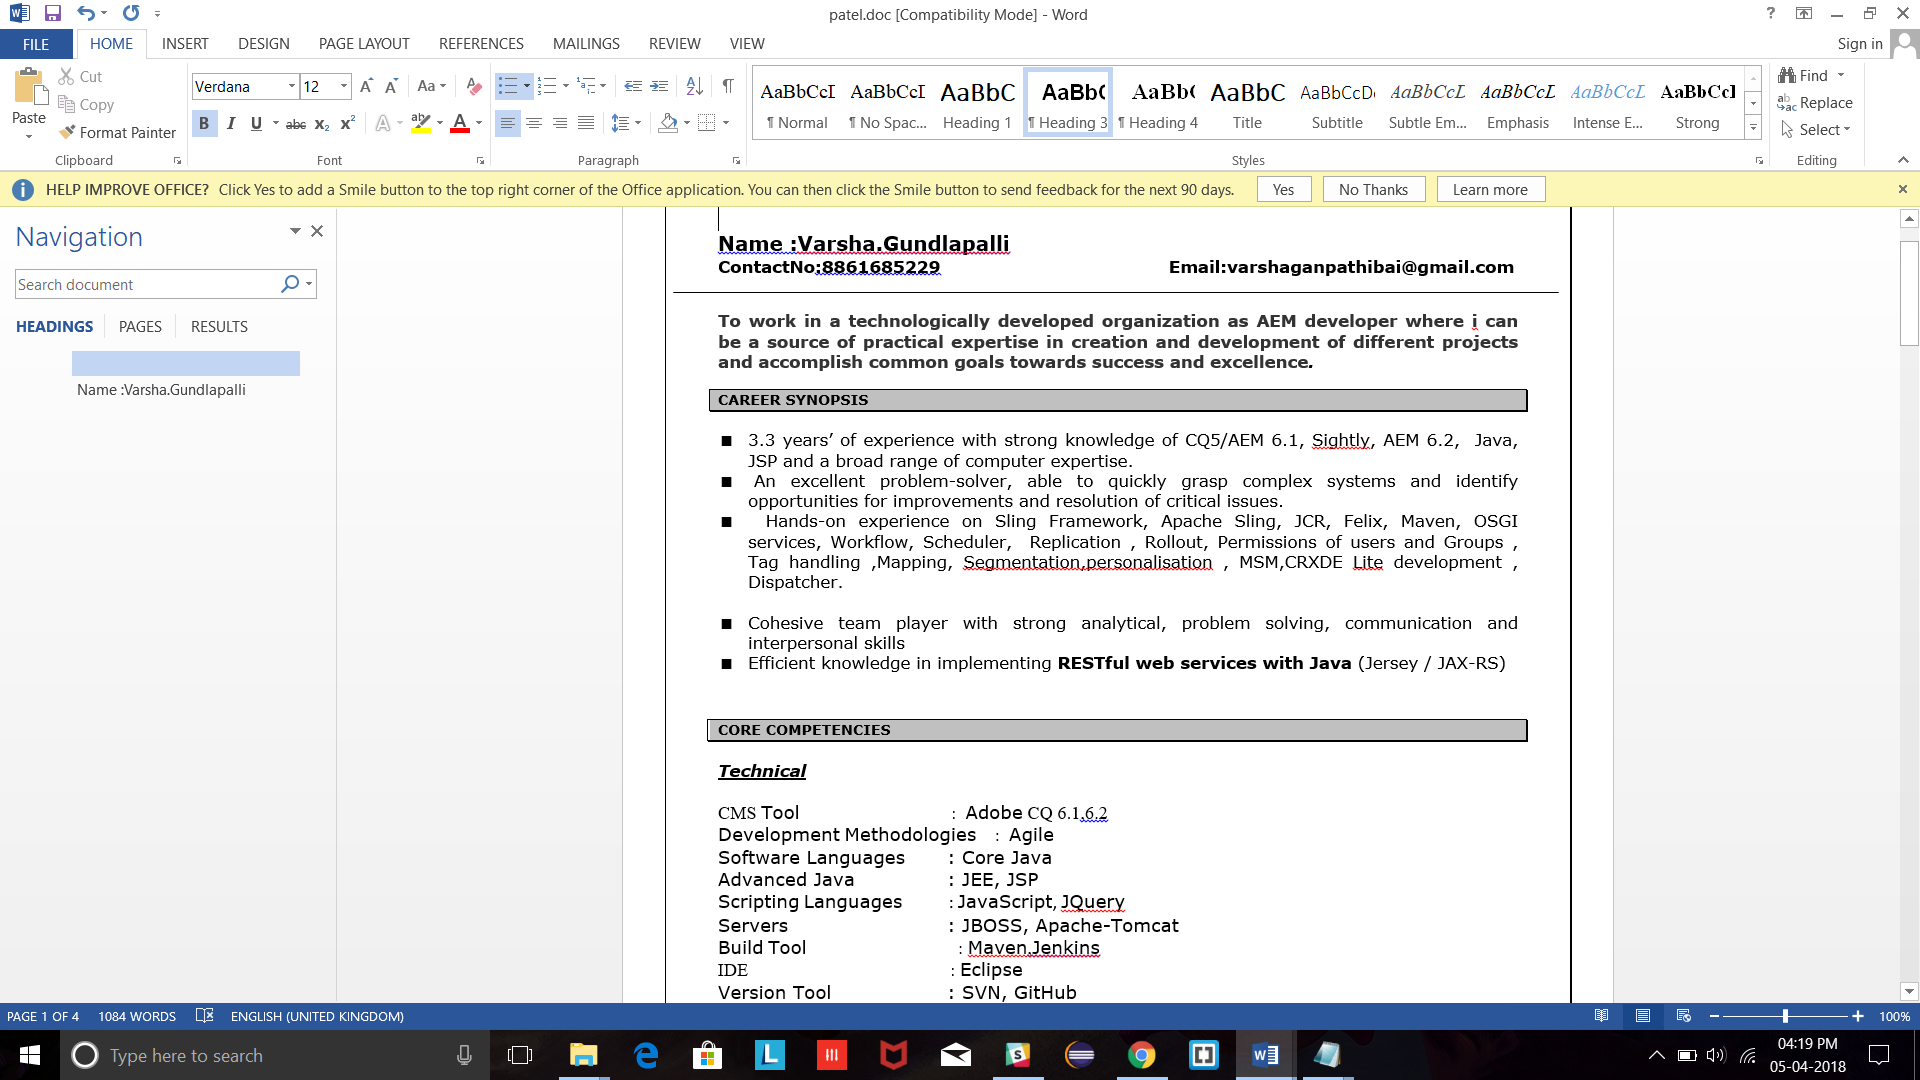 patel.doc [Compatibility Mode] - Word
FILE HOME INSERT DESIGN PAGE LAYOUT REFERENCES MAILINGS REVIEW VIEW Sign in
Paste
Cut
Copy
Format Painter
Clipboard
Verdana 12
Font
Paragraph
AaBbCcI AaBbCcI AaBbC AaBbC AaBb( AaBbC AaBbCcD AaBbCcL AaBbCcL AaBbCcL AaBbCcI
¶ Normal ¶ No Spac... Heading 1 ¶ Heading 3 ¶ Heading 4 Title Subtitle Subtle Em... Emphasis Intense E... Strong
Styles
Find
Replace
Select
Editing
HELP IMPROVE OFFICE? Click Yes to add a Smile button to the top right corner of the Office application. You can then click the Smile button to send feedback for the next 90 days. Yes No Thanks Learn more
Navigation
Search document
HEADINGS PAGES RESULTS
Name :Varsha.Gundlapalli
Name :Varsha.Gundlapalli
ContactNo:8861685229 Email:varshaganpathibai@gmail.com
To work in a technologically developed organization as AEM developer where i can
be a source of practical expertise in creation and development of different projects
and accomplish common goals towards success and excellence.
CAREER SYNOPSIS
■ 3.3 years’ of experience with strong knowledge of CQ5/AEM 6.1, Sightly, AEM 6.2, Java,
JSP and a broad range of computer expertise.
■ An excellent problem-solver, able to quickly grasp complex systems and identify
opportunities for improvements and resolution of critical issues.
■ Hands-on experience on Sling Framework, Apache Sling, JCR, Felix, Maven, OSGI
services, Workflow, Scheduler, Replication , Rollout, Permissions of users and Groups ,
Tag handling ,Mapping, Segmentation,personalisation , MSM,CRXDE Lite development ,
Dispatcher.
■ Cohesive team player with strong analytical, problem solving, communication and
interpersonal skills
■ Efficient knowledge in implementing RESTful web services with Java (Jersey / JAX-RS)
CORE COMPETENCIES
Technical
CMS Tool : Adobe CQ 6.1,6.2
Development Methodologies : Agile
Software Languages : Core Java
Advanced Java : JEE, JSP
Scripting Languages : JavaScript, JQuery
Servers : JBOSS, Apache-Tomcat
Build Tool : Maven,Jenkins
IDE : Eclipse
Version Tool : SVN, GitHub
PAGE 1 OF 4 1084 WORDS ENGLISH (UNITED KINGDOM) 100%
Type here to search
04:19 PM
05-04-2018